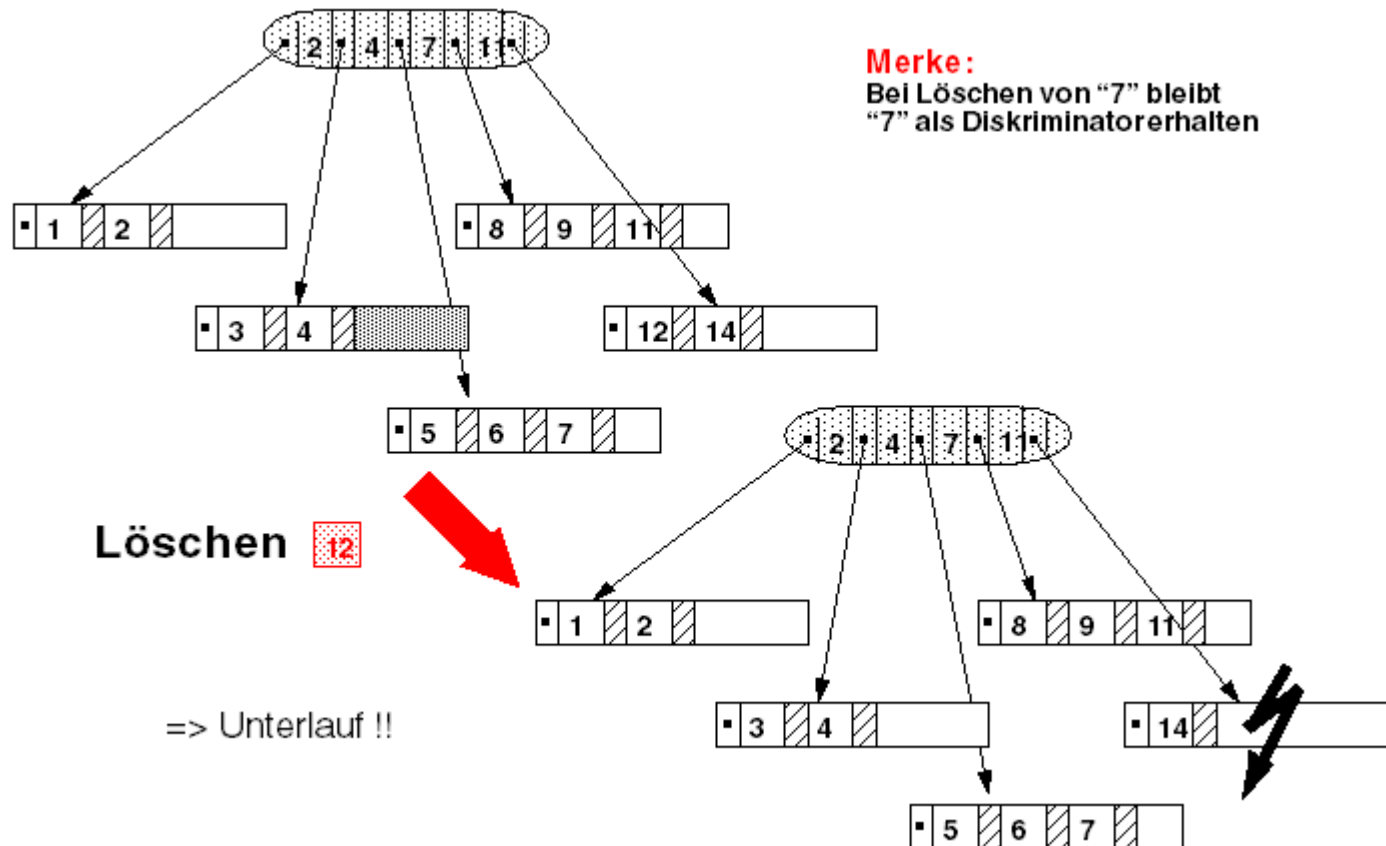 2 4 7 11
Merke:
Bei Löschen von “7” bleibt
“7” als Diskriminatorerhalten
1 2
8 9 11
3 4
12 14
5 6 7
2 4 7 11
Löschen 12
1 2
8 9 11
3 4
14
=> Unterlauf !!
5 6 7